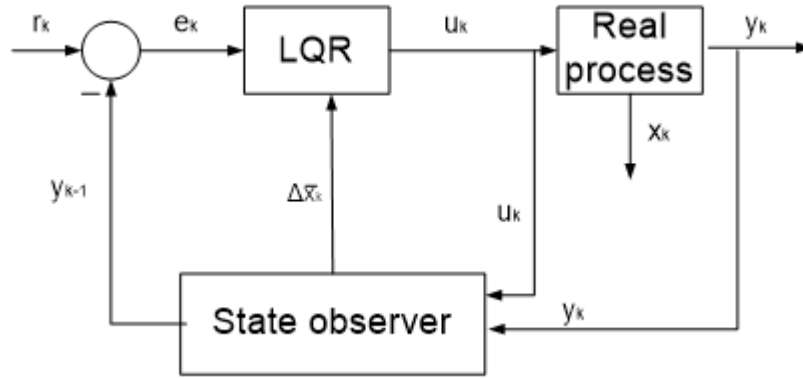 rₖ
eₖ
LQR
uₖ
Real
process
yₖ
−
xₖ
yₖ₋₁
Δx̄ₖ
uₖ
State observer
yₖ